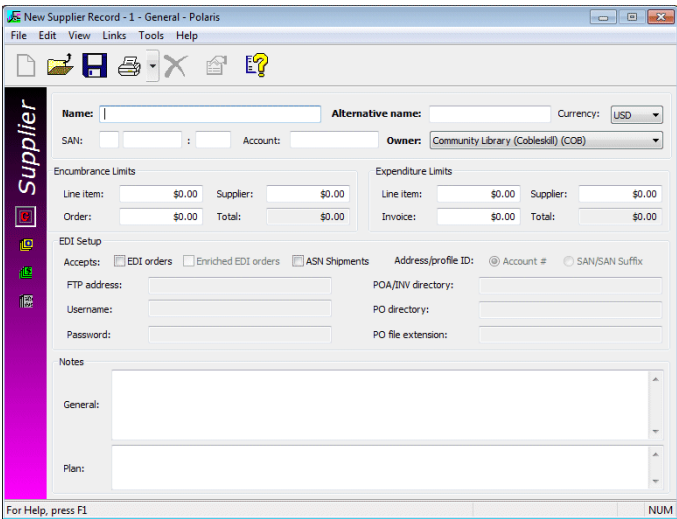 New Supplier Record - 1 - General - Polaris
File Edit View Links Tools Help
Supplier
Name: Alternative name: Currency: USD
SAN: : Account: Owner: Community Library (Cobleskill) (COB)
Encumbrance Limits Expenditure Limits
Line item: $0.00 Supplier: $0.00 Line item: $0.00 Supplier: $0.00
Order: $0.00 Total: $0.00 Invoice: $0.00 Total: $0.00
EDI Setup
Accepts: EDI orders Enriched EDI orders ASN Shipments Address/profile ID: Account # SAN/SAN Suffix
FTP address: POA/INV directory:
Username: PO directory:
Password: PO file extension:
Notes
General:
Plan:
For Help, press F1 NUM